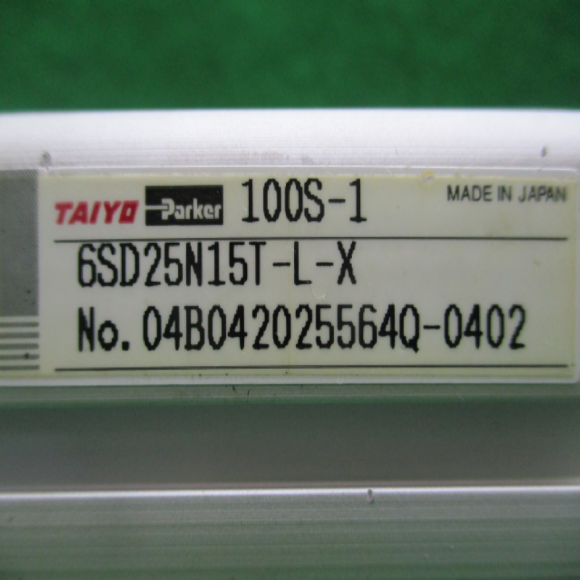 TAIYO Parker 100S-1 MADE IN JAPAN
6SD25N15T-L-X
No. 04B042025564Q-0402